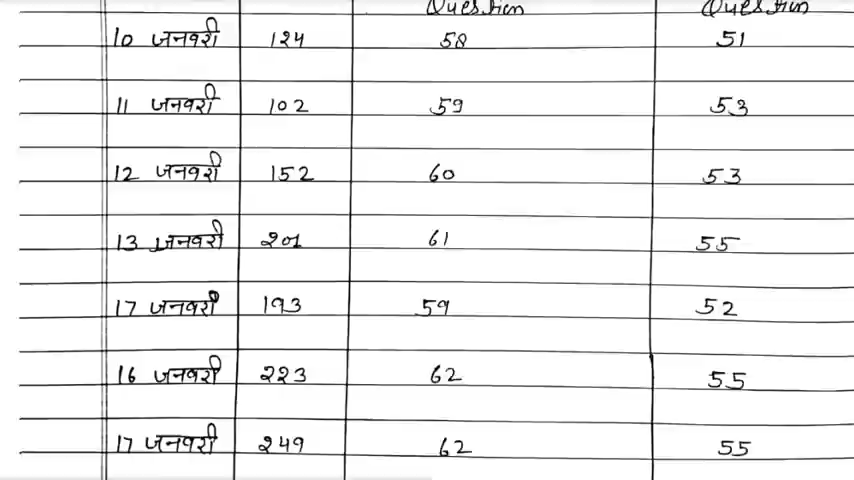 Question Question
10 जनवरी 124 58 51
11 जनवरी 102 59 53
12 जनवरी 152 60 53
13 जनवरी 201 61 55
17 जनवरी 193 59 52
16 जनवरी 223 62 55
17 जनवरी 249 62 55